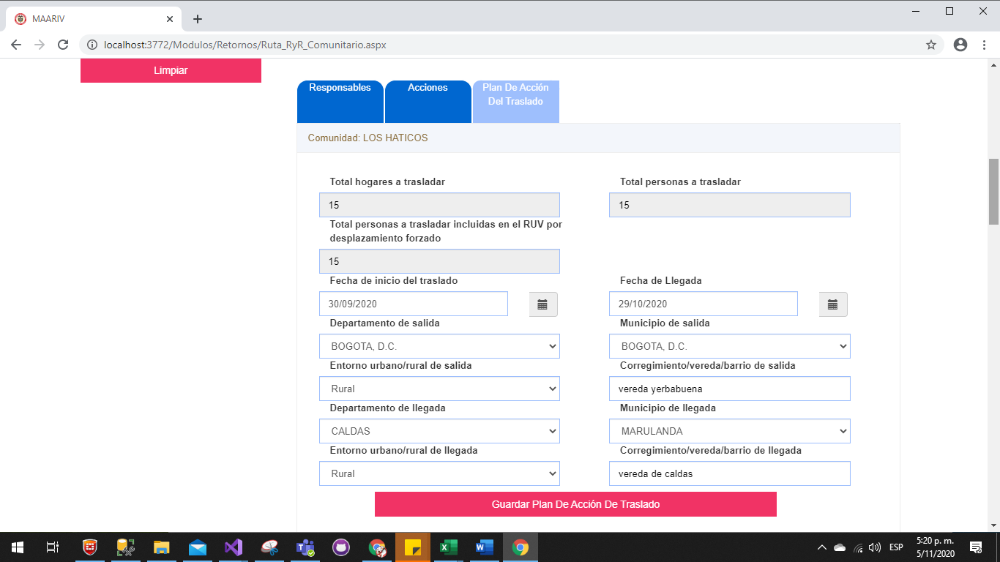 MAARIV
localhost:3772/Modulos/Retornos/Ruta_RyR_Comunitario.aspx
Limpiar
Responsables
Acciones
Plan De Acción
Del Traslado
Comunidad: LOS HATICOS
Total hogares a trasladar
Total personas a trasladar
15
15
Total personas a trasladar incluidas en el RUV por
desplazamiento forzado
15
Fecha de inicio del traslado
Fecha de Llegada
30/09/2020
29/10/2020
Departamento de salida
Municipio de salida
BOGOTA, D.C.
BOGOTA, D.C.
Entorno urbano/rural de salida
Corregimiento/vereda/barrio de salida
Rural
vereda yerbabuena
Departamento de llegada
Municipio de llegada
CALDAS
MARULANDA
Entorno urbano/rural de llegada
Corregimiento/vereda/barrio de llegada
Rural
vereda de caldas
Guardar Plan De Acción De Traslado
ESP
5:20 p. m.
5/11/2020